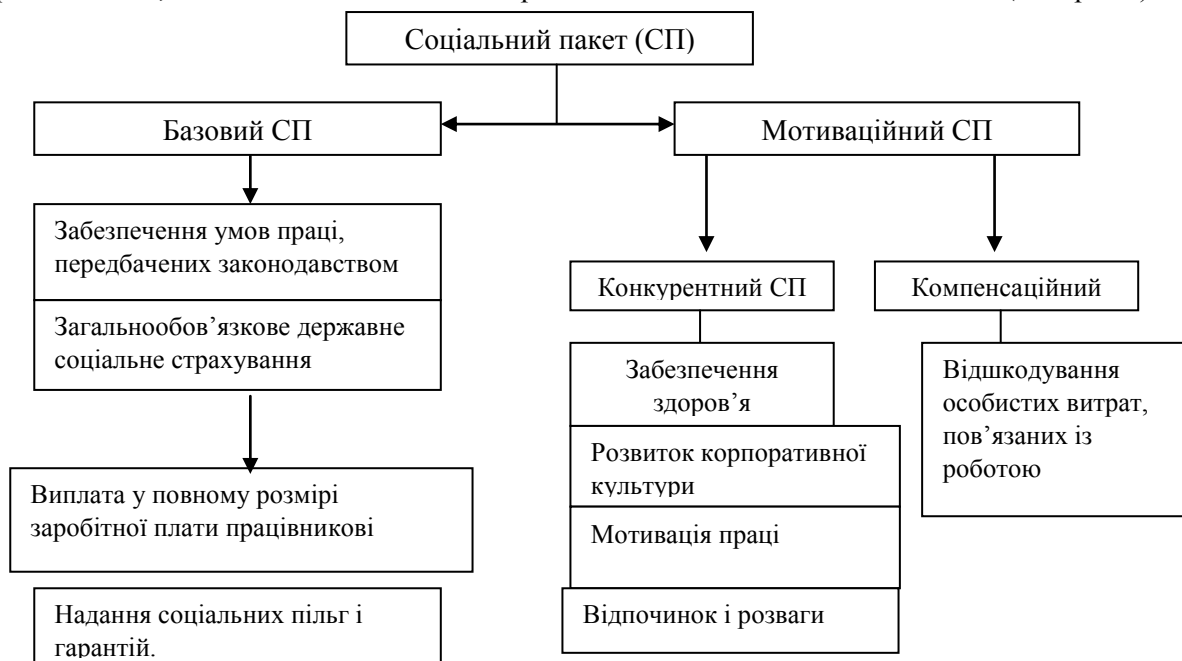 Соціальний пакет (СП)
Базовий СП
Мотиваційний СП
Забезпечення умов праці,
передбачених законодавством
Загальнообов’язкове державне
соціальне страхування
Виплата у повному розмірі
заробітної плати працівникові
Надання соціальних пільг і
гарантій.
Конкурентний СП
Забезпечення
здоров’я
Розвиток корпоративної
культури
Мотивація праці
Відпочинок і розваги
Компенсаційний
Відшкодування
особистих витрат,
пов’язаних із
роботою